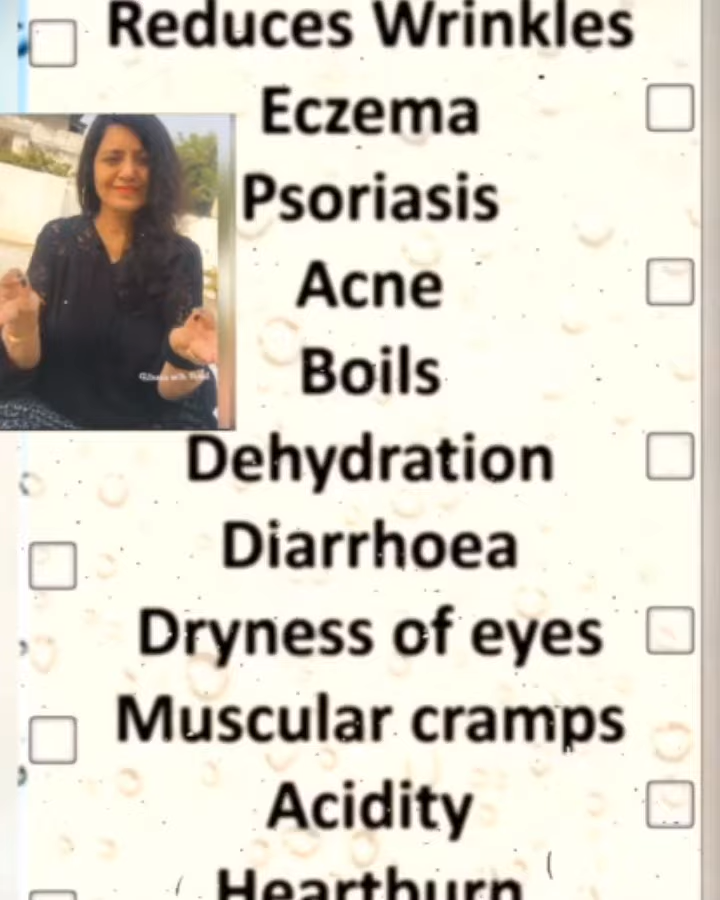 Reduces Wrinkles
Eczema
Psoriasis
Acne
Boils
Dehydration
Diarrhoea
Dryness of eyes
Muscular cramps
Acidity
Heartburn